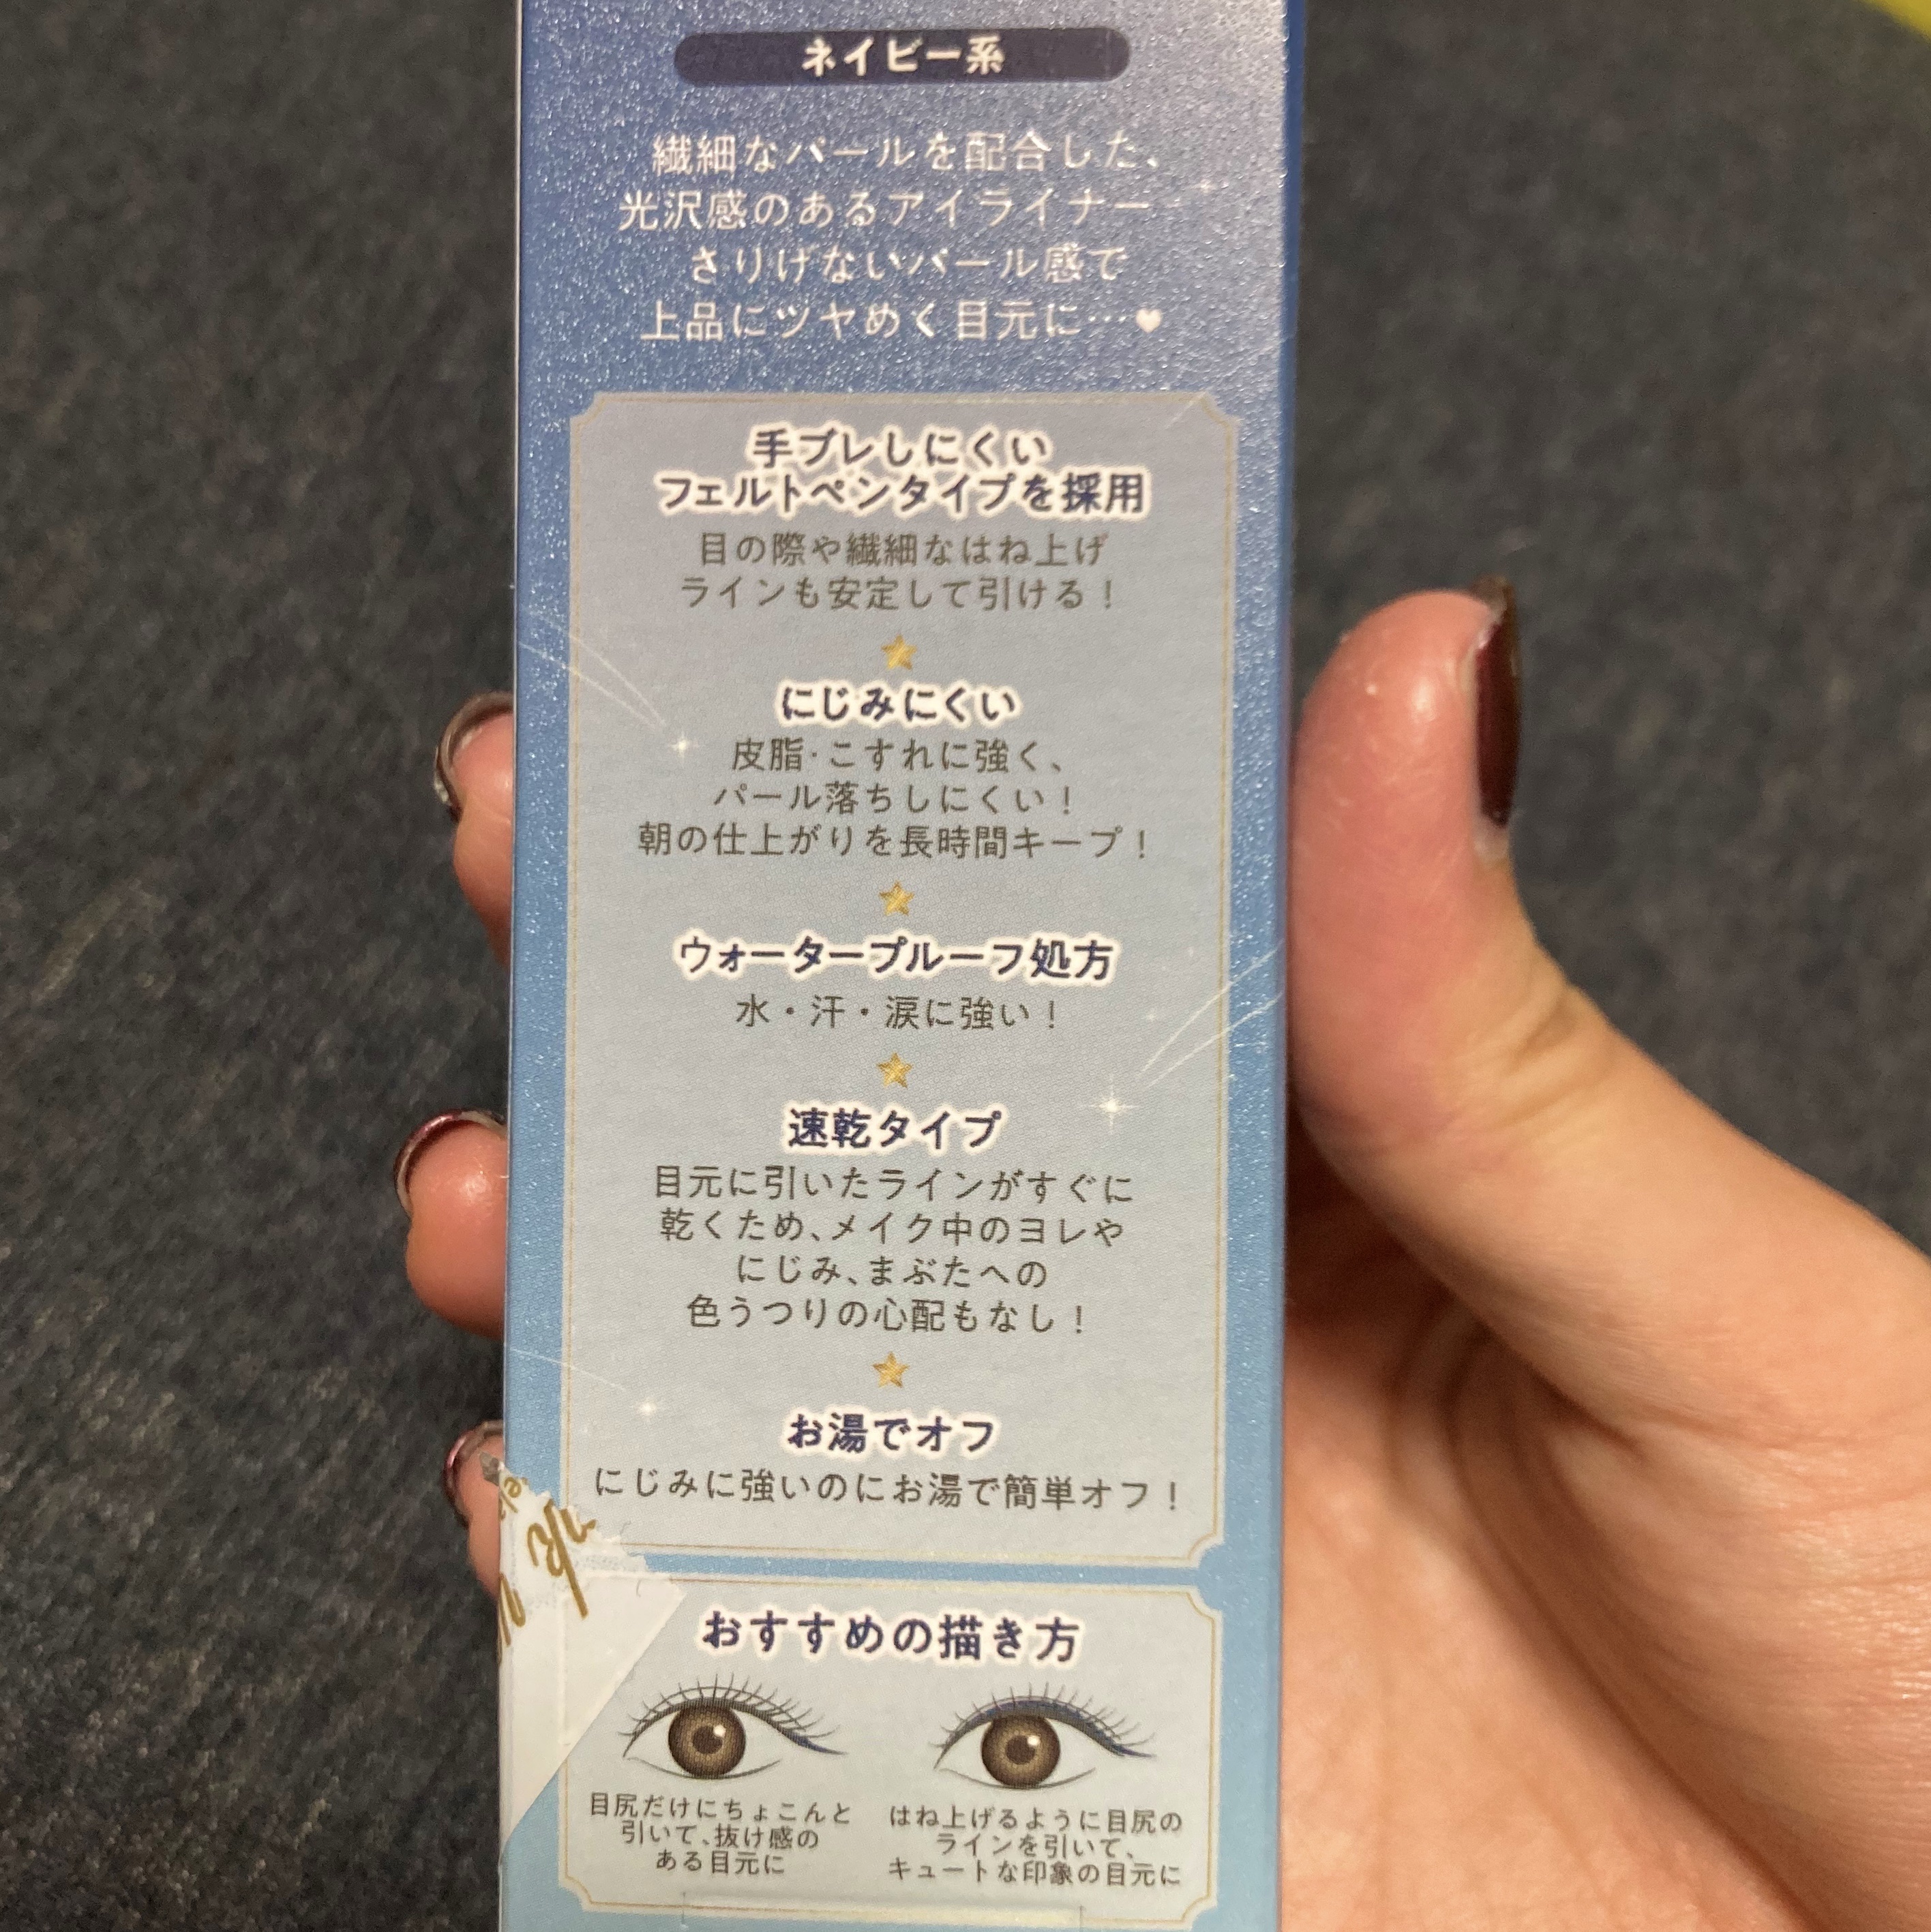 ネイビー系
繊細なパールを配合した、
光沢感のあるアイライナー
さりげないパール感で
上品にツヤめく目元に…♥
手ブレしにくい
フェルトペンタイプを採用
目の際や繊細なはね上げ
ラインも安定して引ける!
にじみにくい
皮脂·こすれに強く、
パール落ちしにくい!
朝の仕上がりを長時間キープ!
ウォータープルーフ処方
水・汗・涙に強い!
速乾タイプ
目元に引いたラインがすぐに
乾くため、メイク中のヨレや
にじみ、まぶたへの
色うつりの心配もなし!
お湯でオフ
にじみに強いのにお湯で簡単オフ!
おすすめの描き方
目尻だけにちょこんと
引いて、抜け感の
ある目元に
はね上げるように目尻の
ラインを引いて、
キュートな印象の目元に